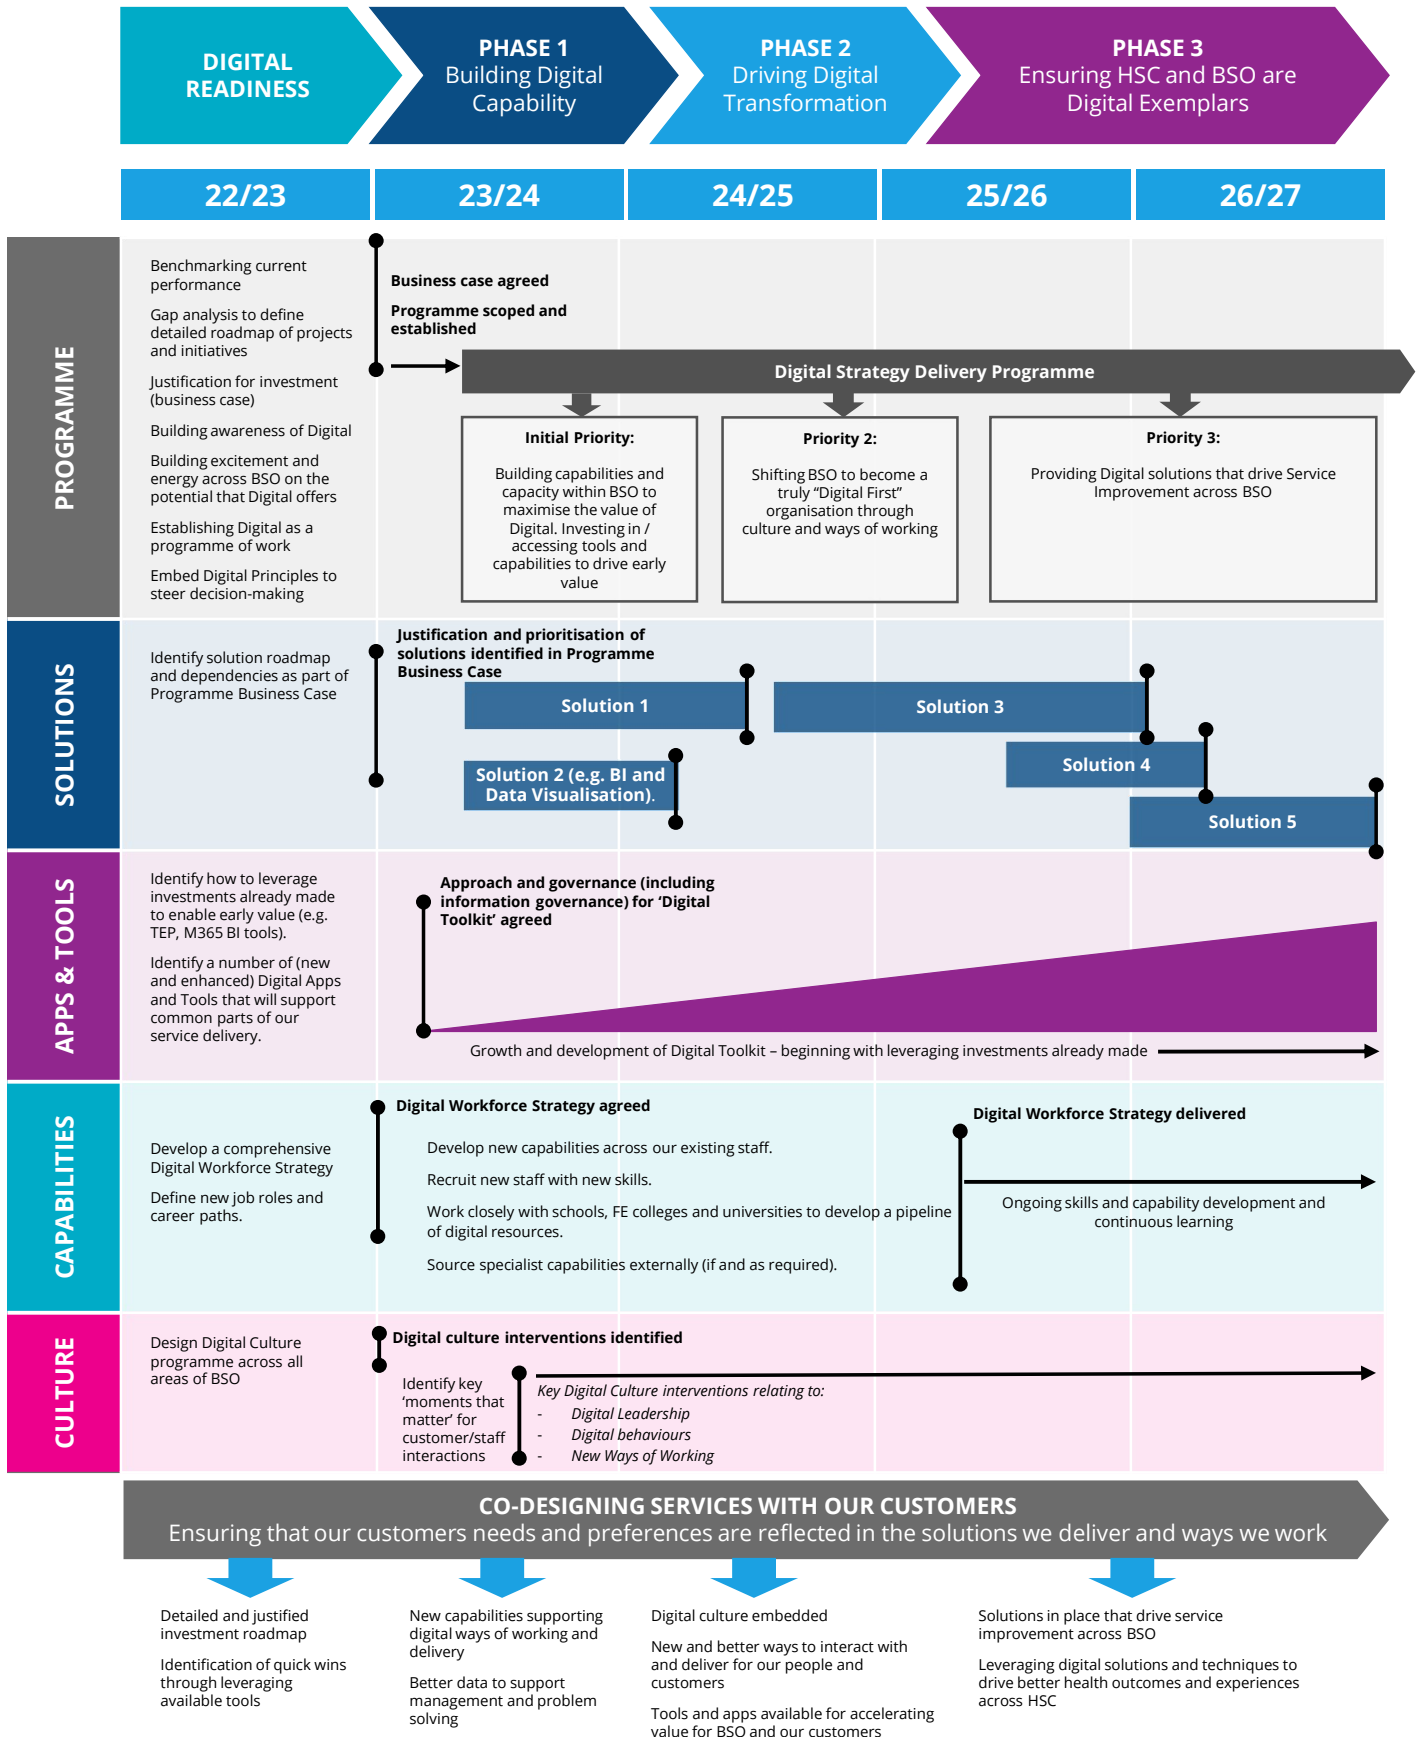 DIGITAL
READINESS
PHASE 1
Building Digital
Capability
PHASE 2
Driving Digital
Transformation
PHASE 3
Ensuring HSC and BSO are
Digital Exemplars
22/23
23/24
24/25
25/26
26/27
PROGRAMME
Benchmarking current
performance
Gap analysis to define
detailed roadmap of projects
and initiatives
Justification for investment
(business case)
Building awareness of Digital
Building excitement and
energy across BSO on the
potential that Digital offers
Establishing Digital as a
programme of work
Embed Digital Principles to
steer decision-making
Business case agreed
Programme scoped and
established
Digital Strategy Delivery Programme
Initial Priority:
Building capabilities and
capacity within BSO to
maximise the value of
Digital. Investing in /
accessing tools and
capabilities to drive early
value
Priority 2:
Shifting BSO to become a
truly “Digital First”
organisation through
culture and ways of working
Priority 3:
Providing Digital solutions that drive Service
Improvement across BSO
SOLUTIONS
Identify solution roadmap
and dependencies as part of
Programme Business Case
Justification and prioritisation of
solutions identified in Programme
Business Case
Solution 1
Solution 3
Solution 2 (e.g. BI and
Data Visualisation).
Solution 4
Solution 5
APPS & TOOLS
Identify how to leverage
investments already made
to enable early value (e.g.
TEP, M365 BI tools).
Identify a number of (new
and enhanced) Digital Apps
and Tools that will support
common parts of our
service delivery.
Approach and governance (including
information governance) for ‘Digital
Toolkit’ agreed
Growth and development of Digital Toolkit – beginning with leveraging investments already made
CAPABILITIES
Develop a comprehensive
Digital Workforce Strategy
Define new job roles and
career paths.
Digital Workforce Strategy agreed
Develop new capabilities across our existing staff.
Recruit new staff with new skills.
Work closely with schools, FE colleges and universities to develop a pipeline
of digital resources.
Source specialist capabilities externally (if and as required).
Digital Workforce Strategy delivered
Ongoing skills and capability development and
continuous learning
CULTURE
Design Digital Culture
programme across all
areas of BSO
Digital culture interventions identified
Identify key
‘moments that
matter’ for
customer/staff
interactions
Key Digital Culture interventions relating to:
- Digital Leadership
- Digital behaviours
- New Ways of Working
CO-DESIGNING SERVICES WITH OUR CUSTOMERS
Ensuring that our customers needs and preferences are reflected in the solutions we deliver and ways we work
Detailed and justified
investment roadmap
Identification of quick wins
through leveraging
available tools
New capabilities supporting
digital ways of working and
delivery
Better data to support
management and problem
solving
Digital culture embedded
New and better ways to interact with
and deliver for our people and
customers
Tools and apps available for accelerating
value for BSO and our customers
Solutions in place that drive service
improvement across BSO
Leveraging digital solutions and techniques to
drive better health outcomes and experiences
across HSC